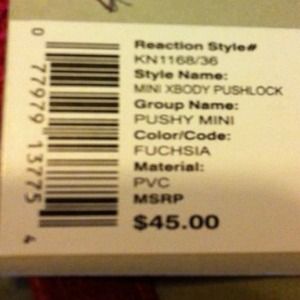 Reaction Style#
KN1168/36
Style Name:
MINI XBODY PUSHLOCK
Group Name:
PUSHY MINI
Color/Code:
FUCHSIA
Material:
PVC
MSRP
$45.00
0 77979 13775 4